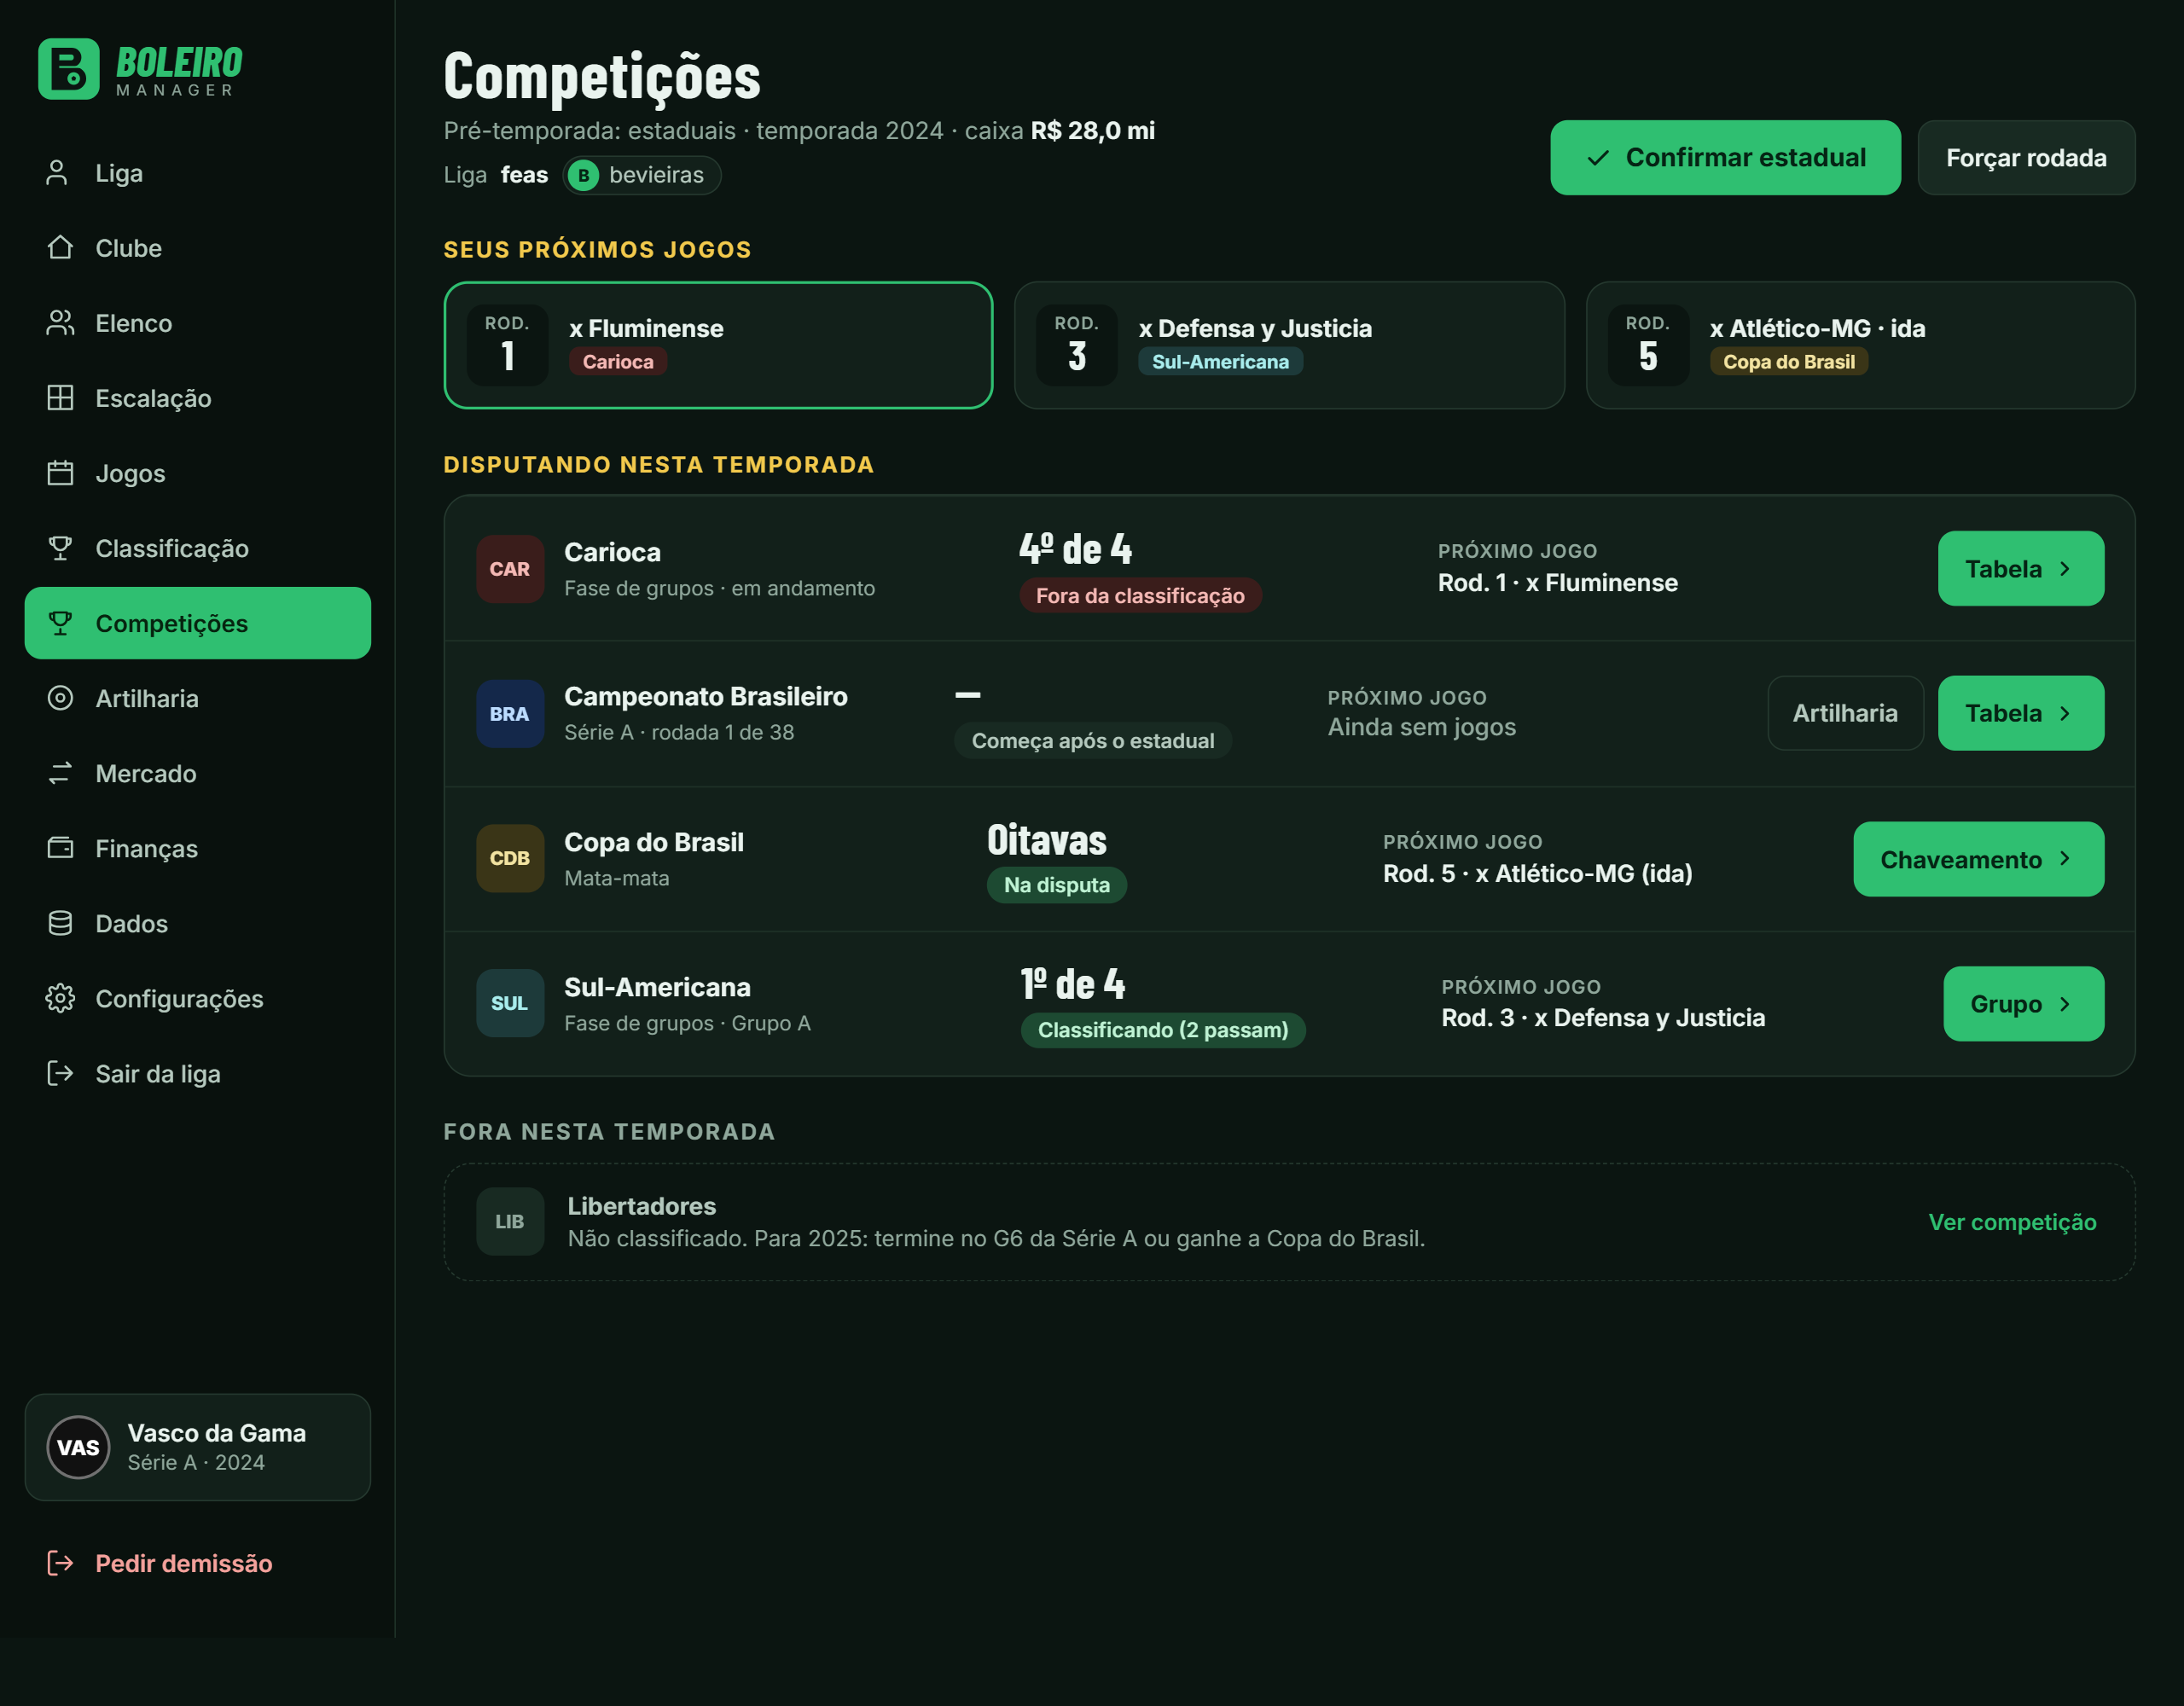 BOLEIRO
MANAGER
Liga
Clube
Elenco
Escalação
Jogos
Classificação
Competições
Artilharia
Mercado
Finanças
Dados
Configurações
Sair da liga
VAS
Vasco da Gama
Série A · 2024
Pedir demissão
Competições
Pré-temporada: estaduais · temporada 2024 · caixa R$ 28,0 mi
Liga feas B bevieiras
Confirmar estadual
Forçar rodada
SEUS PRÓXIMOS JOGOS
ROD.
1
x Fluminense
Carioca
ROD.
3
x Defensa y Justicia
Sul-Americana
ROD.
5
x Atlético-MG · ida
Copa do Brasil
DISPUTANDO NESTA TEMPORADA
CAR
Carioca
Fase de grupos · em andamento
4º de 4
Fora da classificação
PRÓXIMO JOGO
Rod. 1 · x Fluminense
Tabela
BRA
Campeonato Brasileiro
Série A · rodada 1 de 38
–
Começa após o estadual
PRÓXIMO JOGO
Ainda sem jogos
Artilharia
Tabela
CDB
Copa do Brasil
Mata-mata
Oitavas
Na disputa
PRÓXIMO JOGO
Rod. 5 · x Atlético-MG (ida)
Chaveamento
SUL
Sul-Americana
Fase de grupos · Grupo A
1º de 4
Classificando (2 passam)
PRÓXIMO JOGO
Rod. 3 · x Defensa y Justicia
Grupo
FORA NESTA TEMPORADA
LIB
Libertadores
Não classificado. Para 2025: termine no G6 da Série A ou ganhe a Copa do Brasil.
Ver competição